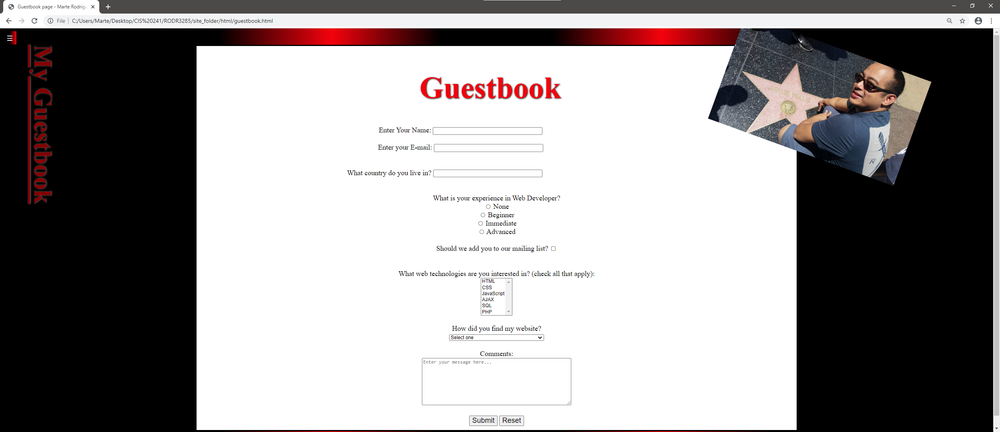 Guestbook page - Marte Rodrigu
File
C:/Users/Marte/Desktop/CIS%20241/RODR3285/site_folder/html/guestbook.html
My Guestbook
Guestbook
BRUCE WILLIS
Enter Your Name:
Enter your E-mail:
What country do you live in?
What is your experience in Web Developer?
None
Beginner
Immediate
Advanced
Should we add you to our mailing list?
What web technologies are you interested in? (check all that apply):
HTML
CSS
JavaScript
AJAX
SQL
PHP
How did you find my website?
Select one
Comments:
Enter your message here...
Submit Reset